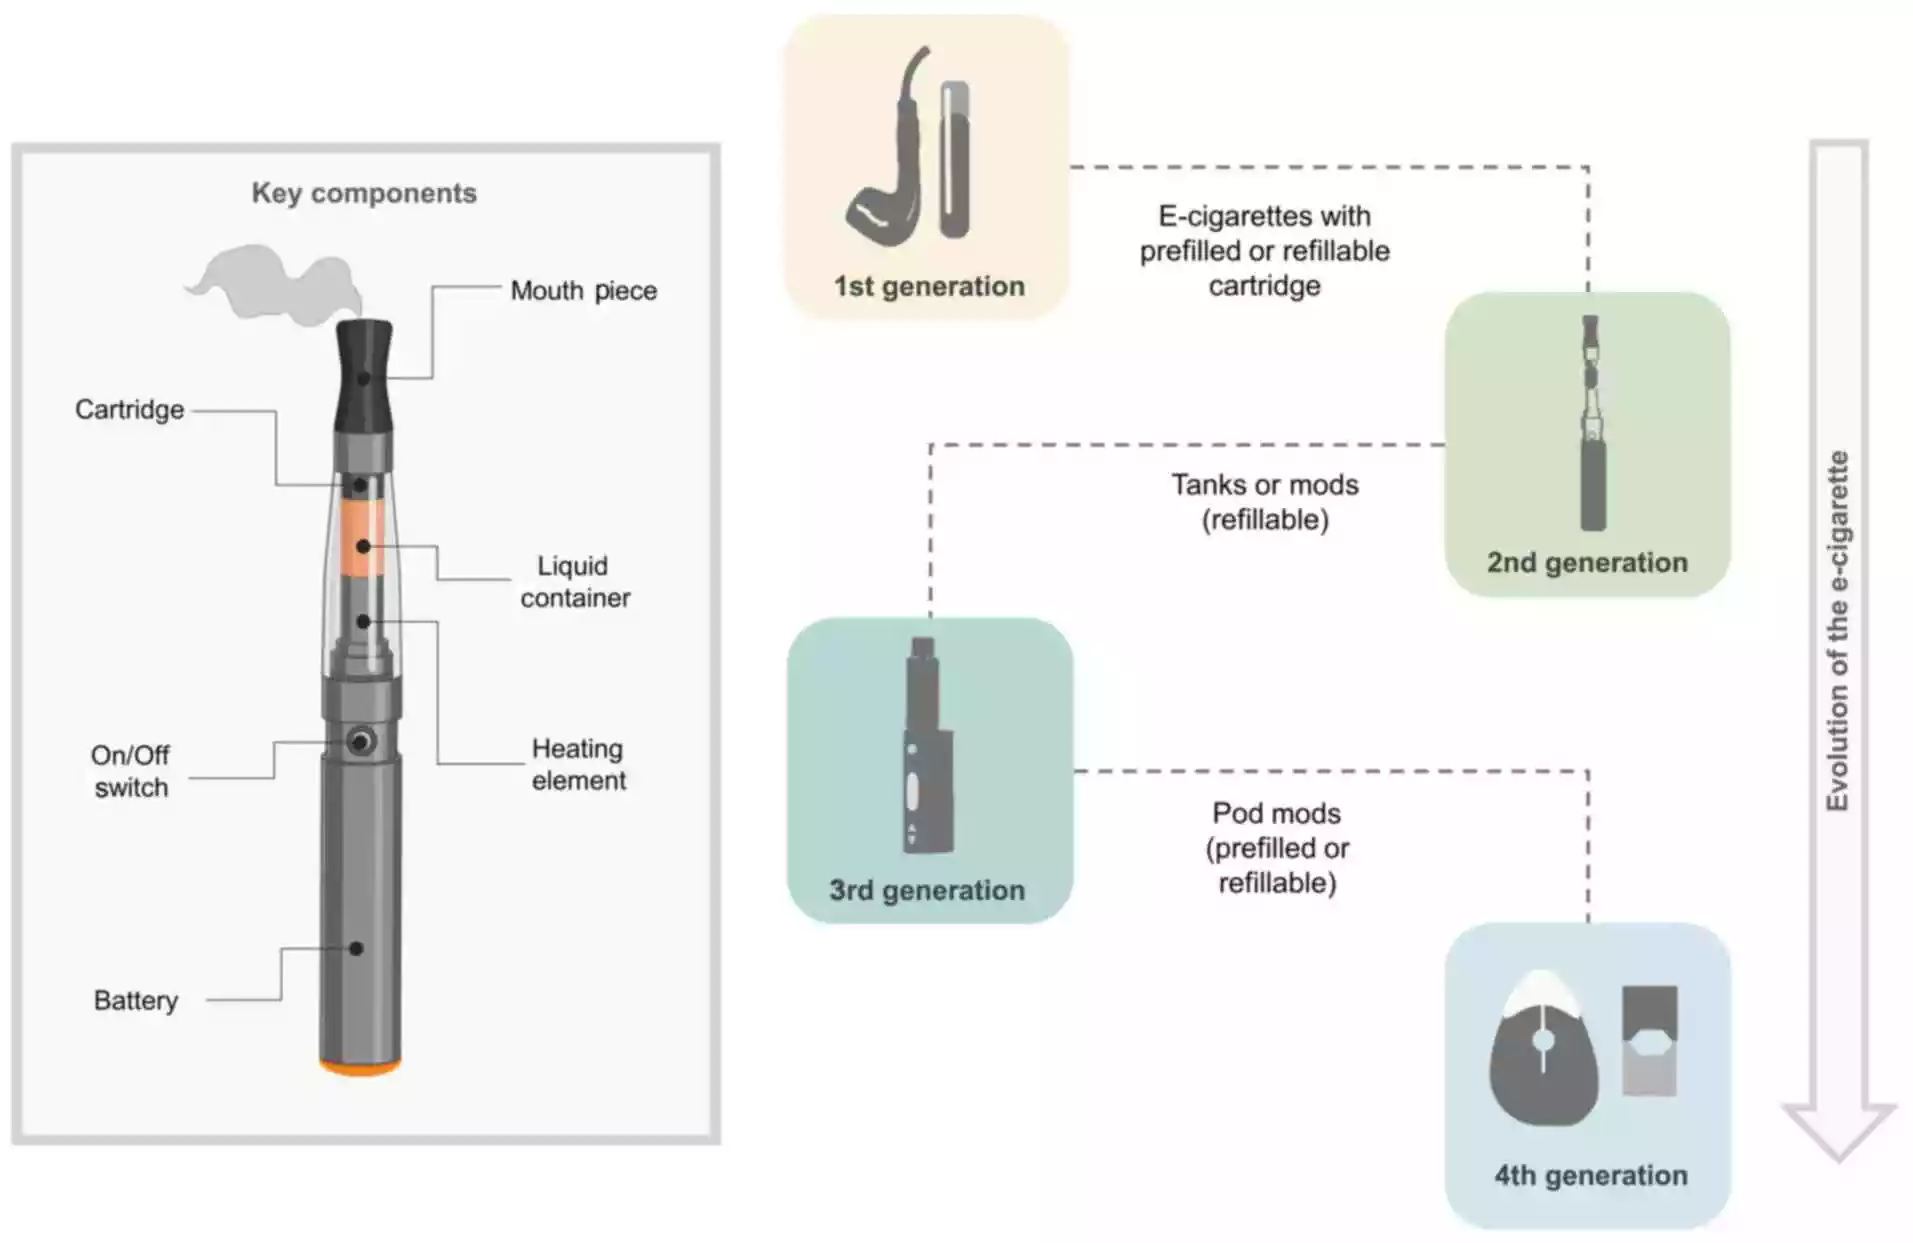 Key components
Mouth piece
Cartridge
Liquid
container
On/Off
switch
Heating
element
Battery
1st generation
E-cigarettes with
prefilled or refillable
cartridge
2nd generation
Tanks or mods
(refillable)
3rd generation
Pod mods
(prefilled or
refillable)
4th generation
Evolution of the e-cigarette